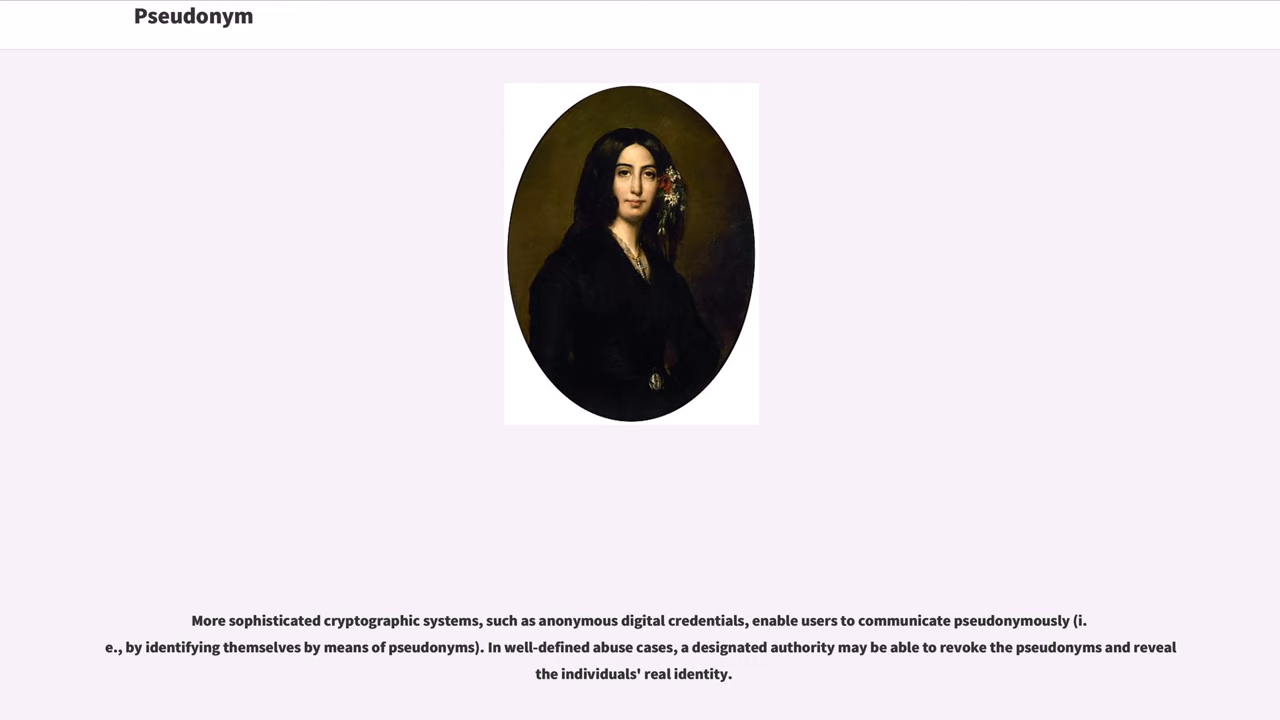 Pseudonym
More sophisticated cryptographic systems, such as anonymous digital credentials, enable users to communicate pseudonymously (i.
e., by identifying themselves by means of pseudonyms). In well-defined abuse cases, a designated authority may be able to revoke the pseudonyms and reveal
the individuals' real identity.